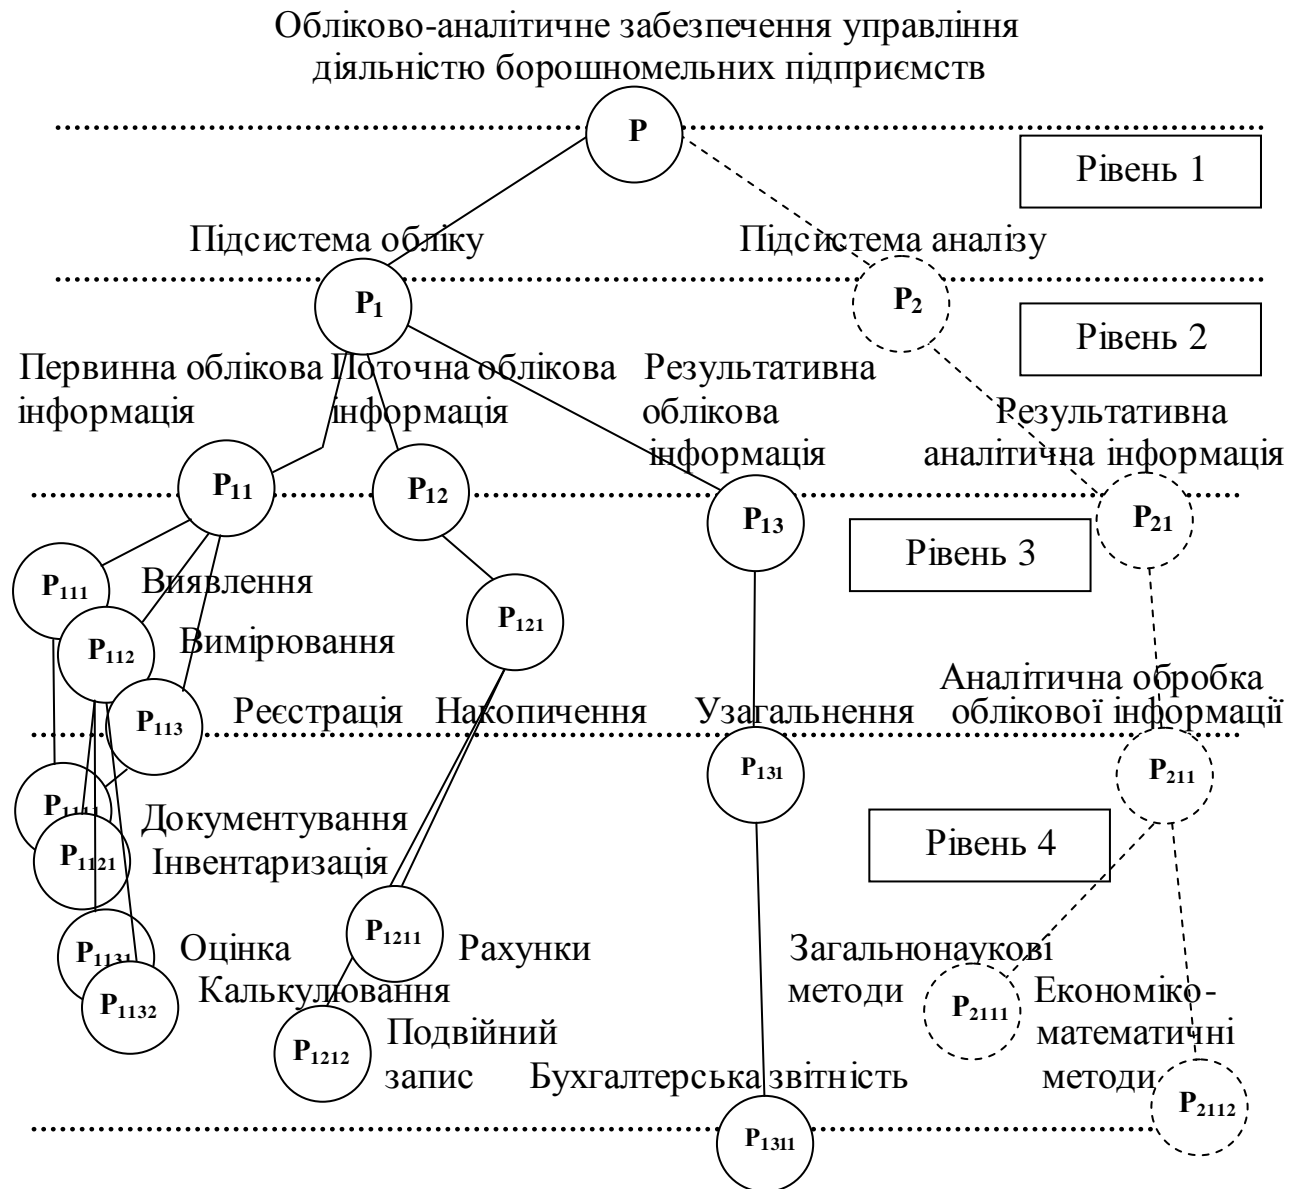 Обліково-аналітичне забезпечення управління
діяльністю борошномельних підприємств
P
Рівень 1
Підсистема обліку
Підсистема аналізу
P1
P2
Рівень 2
Первинна облікова
інформація
Поточна облікова
інформація
Результативна
облікова
інформація
Результативна
аналітична інформація
P11
P12
P13
P21
Рівень 3
P111
Виявлення
P112
Вимірювання
P121
P113
Реєстрація
Накопичення
Узагальнення
Аналітична обробка
облікової інформації
P131
P211
Рівень 4
P1111
Документування
P1121
Інвентаризація
P1131
Оцінка
P1132
Калькулювання
P1211
Рахунки
P1212
Подвійний
запис
Бухгалтерська звітність
P1311
Загальнонаукові
методи
P2111
Економіко-
математичні
методи
P2112